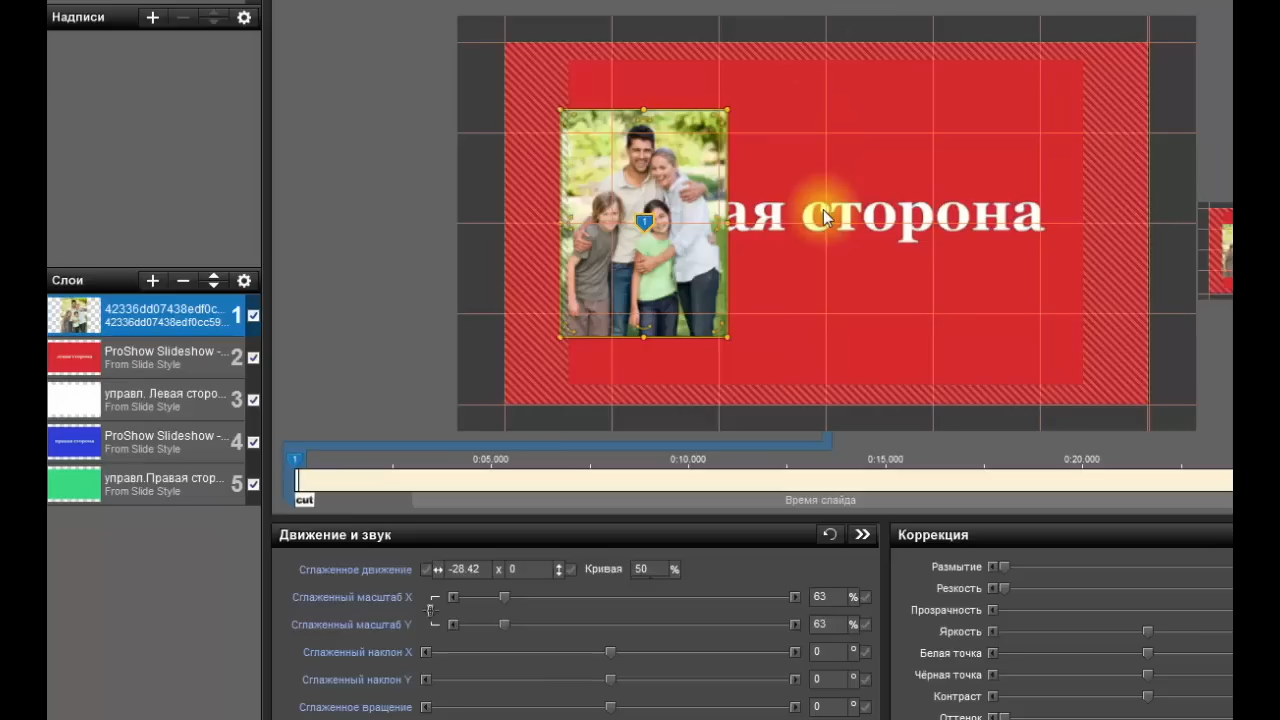 Надписи
ая сторона
Слои
42336dd07438edf0c...
42336dd07438edf0cc59...
1
ProShow Slideshow -...
From Slide Style
2
управл. Левая сторо...
From Slide Style
3
ProShow Slideshow -...
From Slide Style
4
управл.Правая стор...
From Slide Style
5
1
1
0:05.000
0:10.000
0:15.000
0:20.000
cut
Время слайда
Движение и звук
Сглаженное движение
-28.42 x 0
Кривая 50 %
Сглаженный масштаб X
63 %
Сглаженный масштаб Y
63 %
Сглаженный наклон X
0 °
Сглаженный наклон Y
0 °
Сглаженное вращение
0 °
Коррекция
Размытие
Резкость
Прозрачность
Яркость
Белая точка
Чёрная точка
Контраст
Оттенок